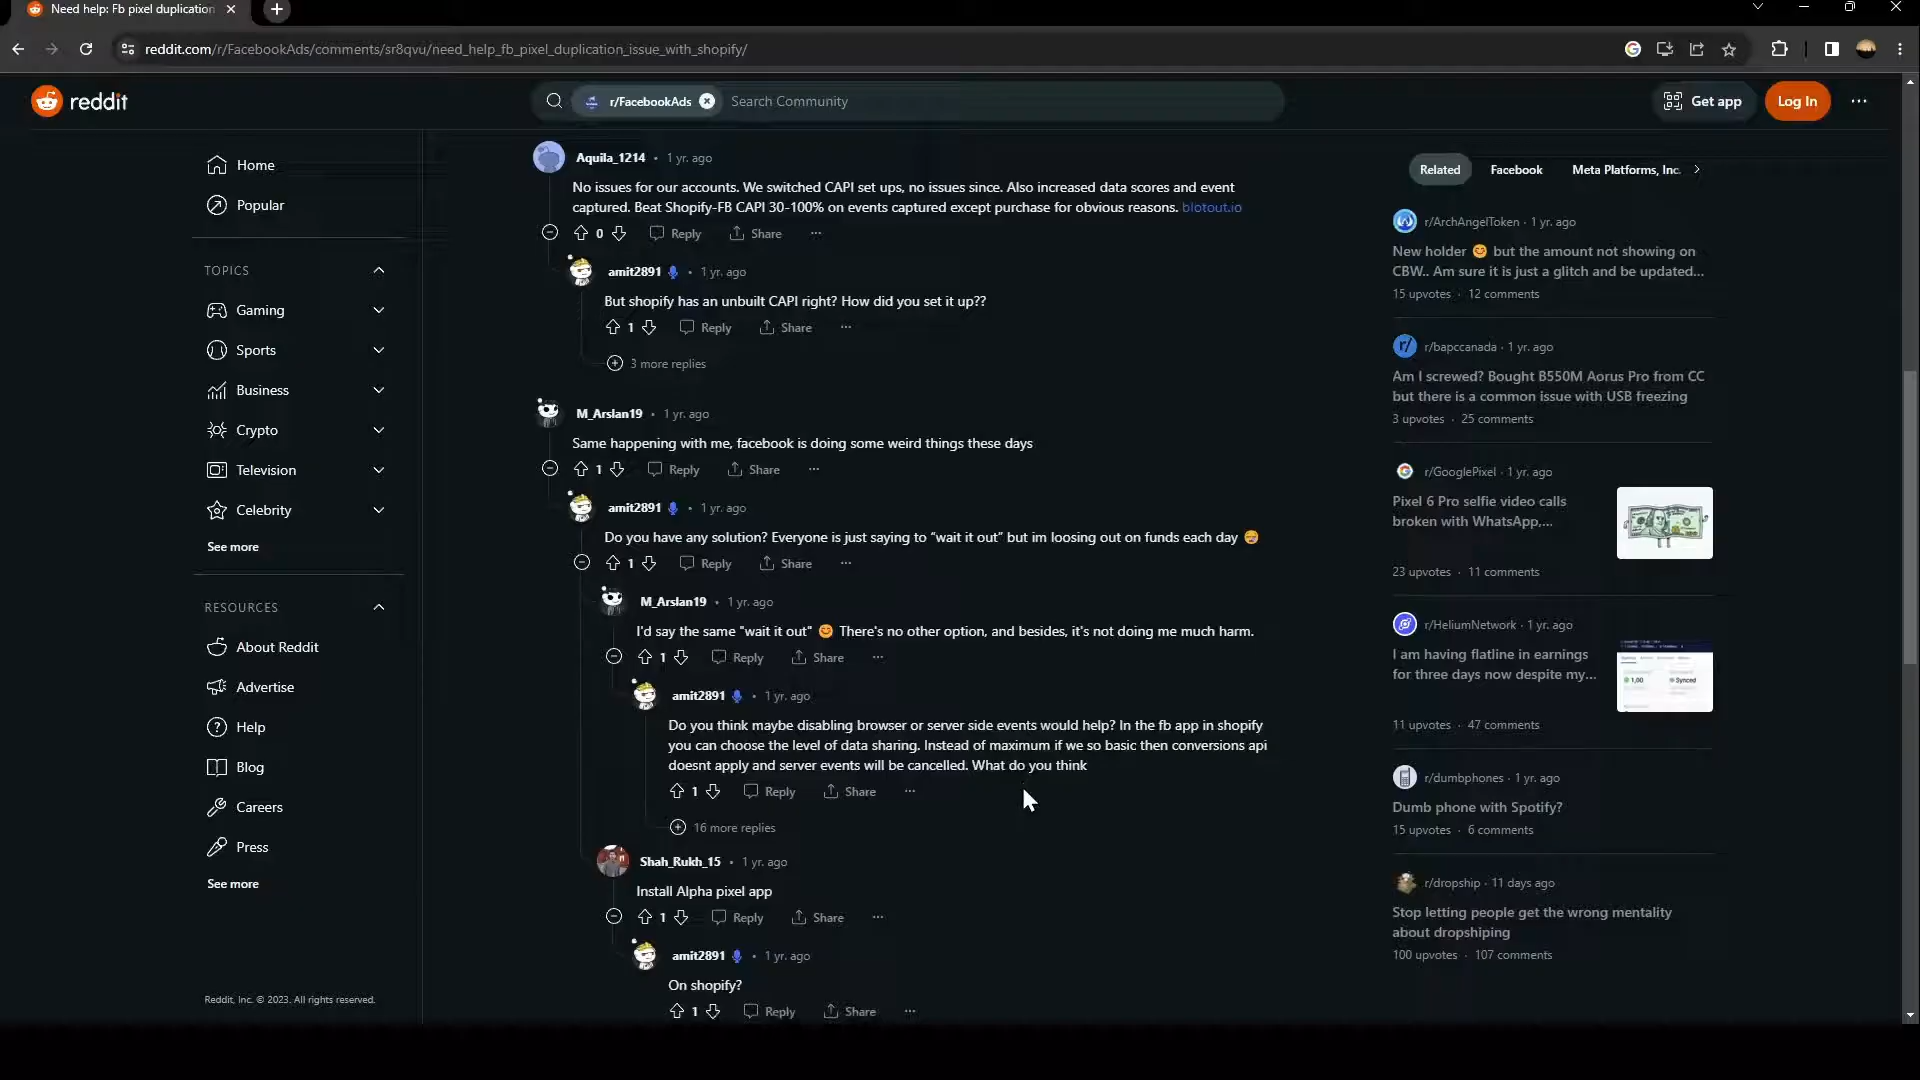 Need help: Fb pixel duplication
reddit.com/r/FacebookAds/comments/sr8qvu/need_help_fb_pixel_duplication_issue_with_shopify/
reddit
r/FacebookAds
Search Community
Get app
Log In
Home
Popular
TOPICS
Gaming
Sports
Business
Crypto
Television
Celebrity
See more
RESOURCES
About Reddit
Advertise
Help
Blog
Careers
Press
See more
Reddit, Inc. © 2023. All rights reserved.
Aquila_1214 • 1 yr. ago
No issues for our accounts. We switched CAPI set ups, no issues since. Also increased data scores and event
captured. Beat Shopify-FB CAPI 30-100% on events captured except purchase for obvious reasons. blotout.io
0 Reply Share ...
amit2891 • 1 yr. ago
But shopify has an unbuilt CAPI right? How did you set it up??
1 Reply Share ...
3 more replies
M_Arslan19 • 1 yr. ago
Same happening with me, facebook is doing some weird things these days
1 Reply Share ...
amit2891 • 1 yr. ago
Do you have any solution? Everyone is just saying to “wait it out” but im loosing out on funds each day 😪
1 Reply Share ...
M_Arslan19 • 1 yr. ago
I'd say the same "wait it out" 😊 There's no other option, and besides, it's not doing me much harm.
1 Reply Share ...
amit2891 • 1 yr. ago
Do you think maybe disabling browser or server side events would help? In the fb app in shopify
you can choose the level of data sharing. Instead of maximum if we so basic then conversions api
doesnt apply and server events will be cancelled. What do you think
1 Reply Share ...
16 more replies
Shah_Rukh_15 • 1 yr. ago
Install Alpha pixel app
1 Reply Share ...
amit2891 • 1 yr. ago
On shopify?
1 Reply Share ...
Related Facebook Meta Platforms, Inc.
r/ArchAngelToken · 1 yr. ago
New holder 😊 but the amount not showing on
CBW.. Am sure it is just a glitch and be updated...
15 upvotes · 12 comments
r/bapccanada · 1 yr. ago
Am I screwed? Bought B550M Aorus Pro from CC
but there is a common issue with USB freezing
3 upvotes · 25 comments
r/GooglePixel · 1 yr. ago
Pixel 6 Pro selfie video calls
broken with WhatsApp,...
23 upvotes · 11 comments
r/HeliumNetwork · 1 yr. ago
I am having flatline in earnings
for three days now despite my...
1,00
Synced
11 upvotes · 47 comments
r/dumbphones · 1 yr. ago
Dumb phone with Spotify?
15 upvotes · 6 comments
r/dropship · 11 days ago
Stop letting people get the wrong mentality
about dropshiping
100 upvotes · 107 comments